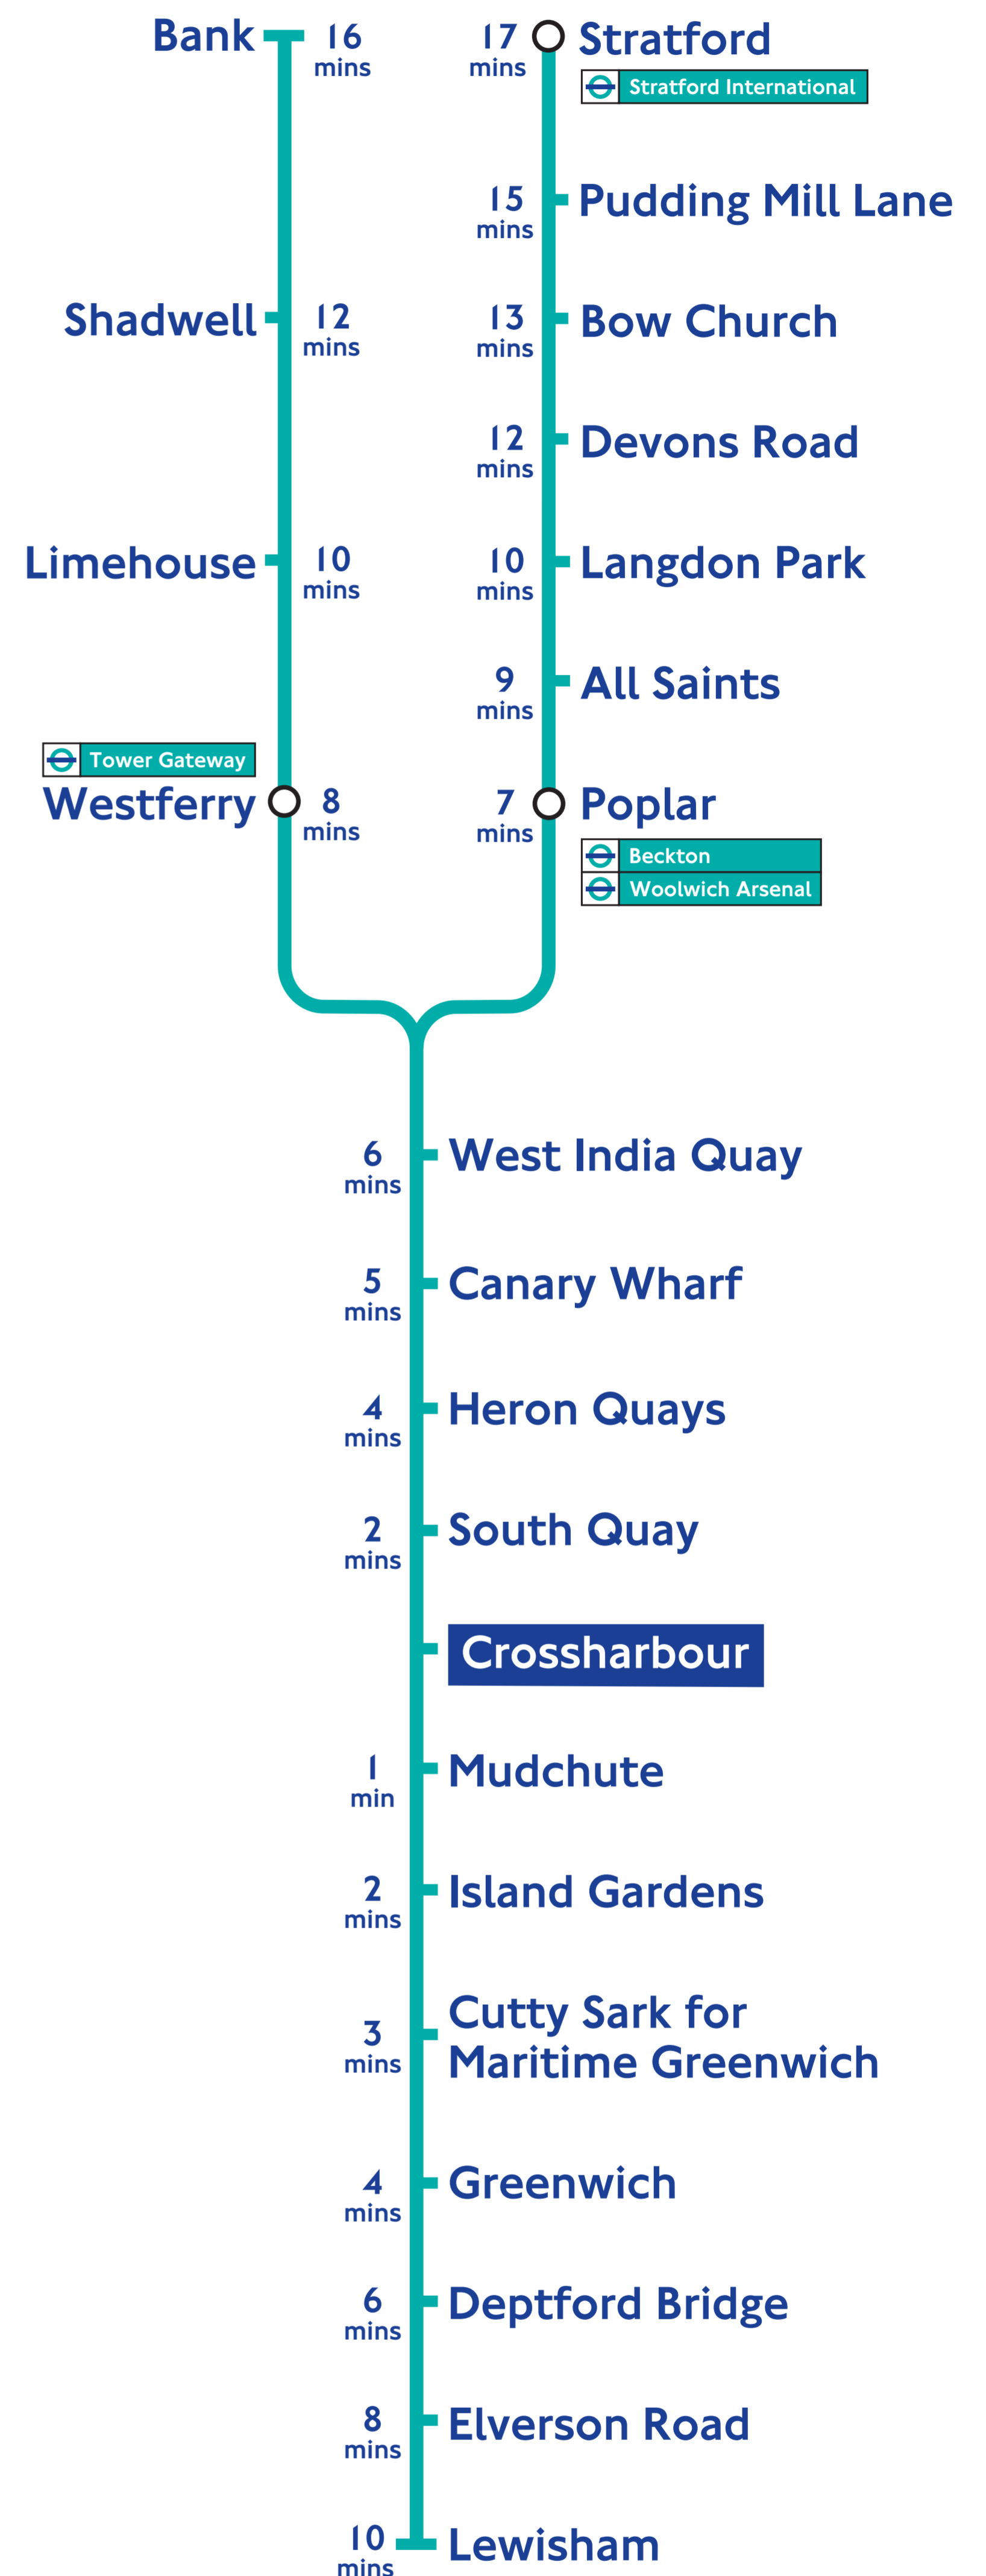 Bank
16
mins
17
mins
Stratford
Stratford International
15
mins
Pudding Mill Lane
Shadwell
12
mins
13
mins
Bow Church
12
mins
Devons Road
Limehouse
10
mins
10
mins
Langdon Park
9
mins
All Saints
Tower Gateway
Westferry
8
mins
7
mins
Poplar
Beckton
Woolwich Arsenal
6
mins
West India Quay
5
mins
Canary Wharf
4
mins
Heron Quays
2
mins
South Quay
Crossharbour
1
min
Mudchute
2
mins
Island Gardens
3
mins
Cutty Sark for
Maritime Greenwich
4
mins
Greenwich
6
mins
Deptford Bridge
8
mins
Elverson Road
10
mins
Lewisham